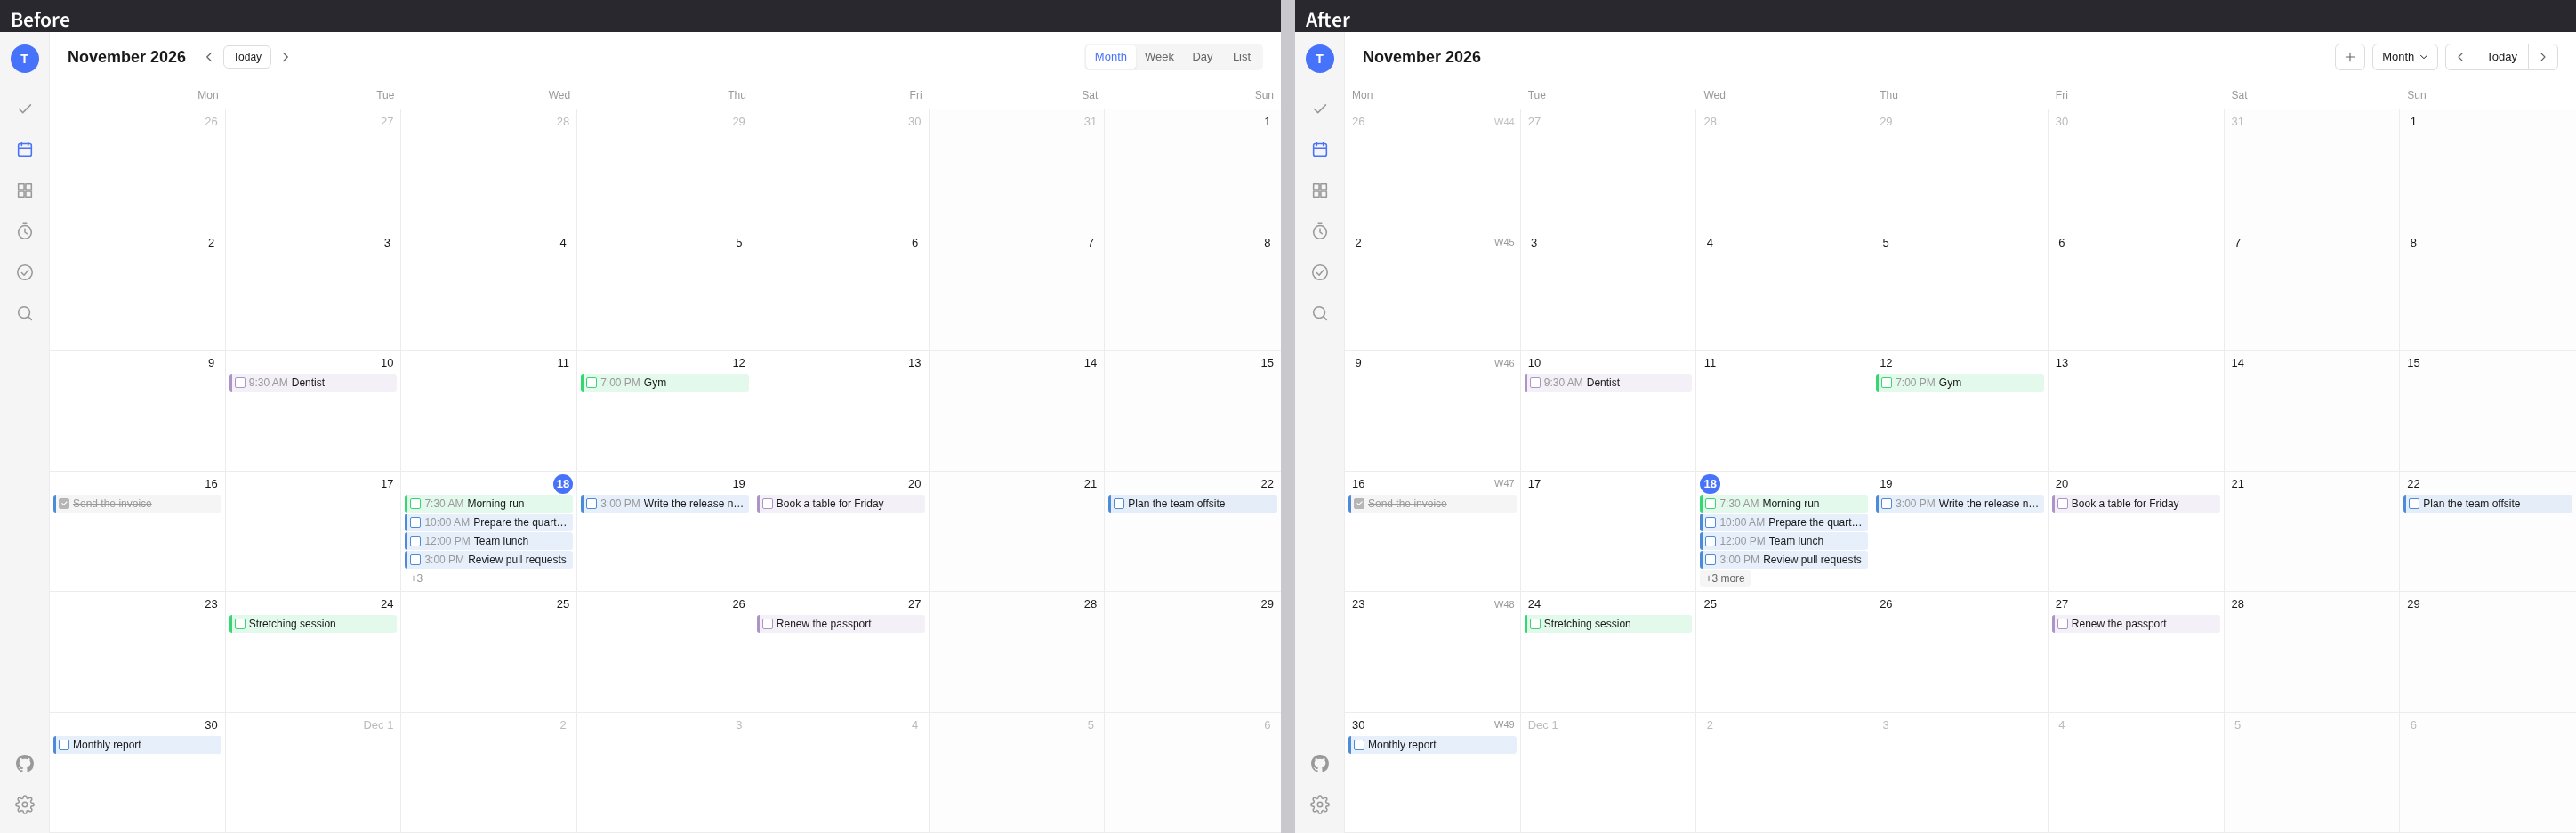 Before
T
November 2026
Today
Month Week Day List
Mon Tue Wed Thu Fri Sat Sun
26 27 28 29 30 31 1
2 3 4 5 6 7 8
9 10 11 12 13 14 15
9:30 AM Dentist
7:00 PM Gym
16 17 18 19 20 21 22
Send the invoice
7:30 AM Morning run
10:00 AM Prepare the quart…
12:00 PM Team lunch
3:00 PM Review pull requests
+3
3:00 PM Write the release n…
Book a table for Friday
Plan the team offsite
23 24 25 26 27 28 29
Stretching session
Renew the passport
30 Dec 1 2 3 4 5 6
Monthly report
After
T
November 2026
Month
Today
Mon Tue Wed Thu Fri Sat Sun
26 W44 27 28 29 30 31 1
2 W45 3 4 5 6 7 8
9 W46 10 11 12 13 14 15
9:30 AM Dentist
7:00 PM Gym
16 W47 17 18 19 20 21 22
Send the invoice
7:30 AM Morning run
10:00 AM Prepare the quart…
12:00 PM Team lunch
3:00 PM Review pull requests
+3 more
3:00 PM Write the release n…
Book a table for Friday
Plan the team offsite
23 W48 24 25 26 27 28 29
Stretching session
Renew the passport
30 W49 Dec 1 2 3 4 5 6
Monthly report